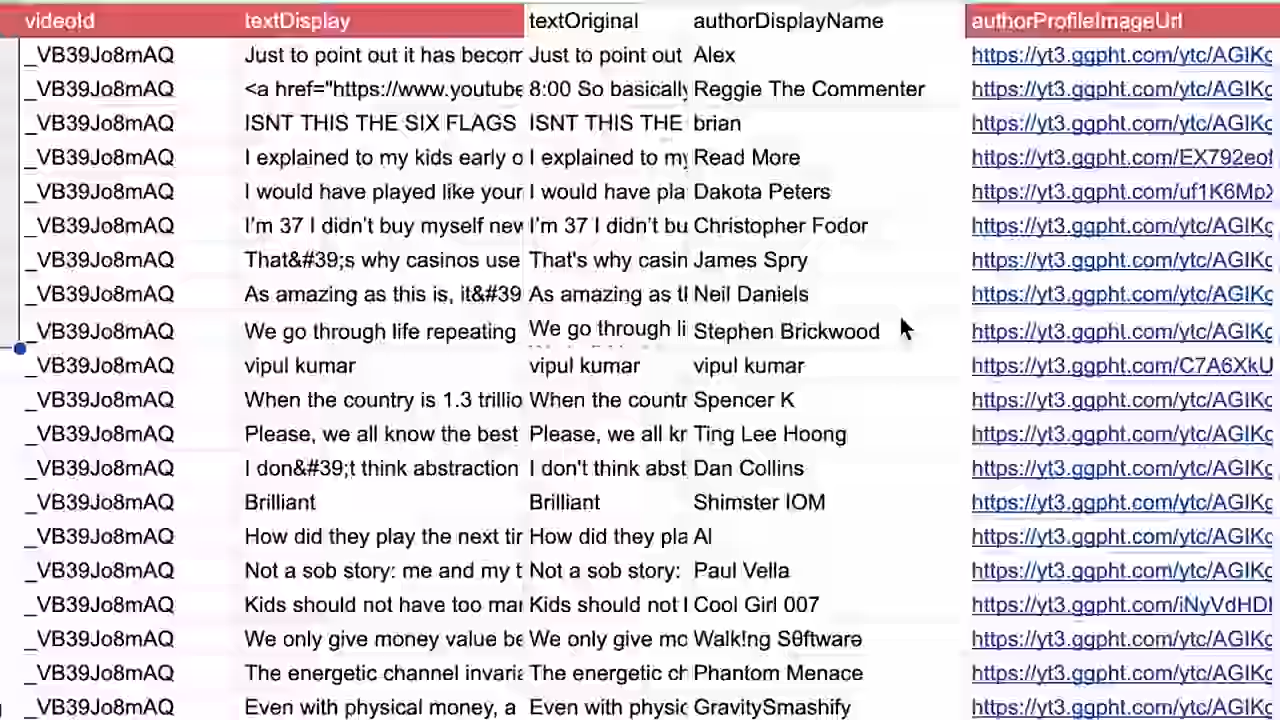 videoId textDisplay textOriginal authorDisplayName authorProfileImageUrl
_VB39Jo8mAQ Just to point out it has becom Just to point out Alex https://yt3.ggpht.com/ytc/AGIKg
_VB39Jo8mAQ <a href="https://www.youtube 8:00 So basically Reggie The Commenter https://yt3.ggpht.com/ytc/AGIKg
_VB39Jo8mAQ ISNT THIS THE SIX FLAGS ISNT THIS THE brian https://yt3.ggpht.com/ytc/AGIKg
_VB39Jo8mAQ I explained to my kids early o I explained to my Read More https://yt3.ggpht.com/EX792eof
_VB39Jo8mAQ I would have played like your I would have pla Dakota Peters https://yt3.ggpht.com/uf1K6MpX
_VB39Jo8mAQ I'm 37 I didn't buy myself new I'm 37 I didn't bu Christopher Fodor https://yt3.ggpht.com/ytc/AGIKg
_VB39Jo8mAQ That&#39;s why casinos use That's why casin James Spry https://yt3.ggpht.com/ytc/AGIKg
_VB39Jo8mAQ As amazing as this is, it&#39 As amazing as tl Neil Daniels https://yt3.ggpht.com/ytc/AGIKg
_VB39Jo8mAQ We go through life repeating We go through li Stephen Brickwood https://yt3.ggpht.com/ytc/AGIKg
_VB39Jo8mAQ vipul kumar vipul kumar vipul kumar https://yt3.ggpht.com/C7A6XkU
_VB39Jo8mAQ When the country is 1.3 trillio When the countr Spencer K https://yt3.ggpht.com/ytc/AGIKg
_VB39Jo8mAQ Please, we all know the best Please, we all kr Ting Lee Hoong https://yt3.ggpht.com/ytc/AGIKg
_VB39Jo8mAQ I don&#39;t think abstraction I don't think abst Dan Collins https://yt3.ggpht.com/ytc/AGIKg
_VB39Jo8mAQ Brilliant Brilliant Shimster IOM https://yt3.ggpht.com/ytc/AGIKg
_VB39Jo8mAQ How did they play the next tir How did they pla Al https://yt3.ggpht.com/ytc/AGIKg
_VB39Jo8mAQ Not a sob story: me and my t Not a sob story: Paul Vella https://yt3.ggpht.com/ytc/AGIKg
_VB39Jo8mAQ Kids should not have too mar Kids should not l Cool Girl 007 https://yt3.ggpht.com/iNyVdHDI
_VB39Jo8mAQ We only give money value be We only give mo Walk!ng Sθftwarə https://yt3.ggpht.com/ytc/AGIKg
_VB39Jo8mAQ The energetic channel invaria The energetic ch Phantom Menace https://yt3.ggpht.com/ytc/AGIKg
_VB39Jo8mAQ Even with physical money, a Even with physic GravitySmashify https://yt3.ggpht.com/ytc/AGIKg